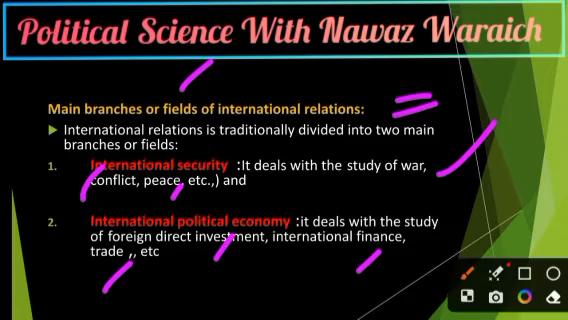 Political Science With Nawaz Waraich
Main branches or fields of international relations:
International relations is traditionally divided into two main
branches or fields:
1. International security :It deals with the study of war,
conflict, peace, etc.,) and
2. International political economy :it deals with the study
of foreign direct investment, international finance,
trade ,, etc